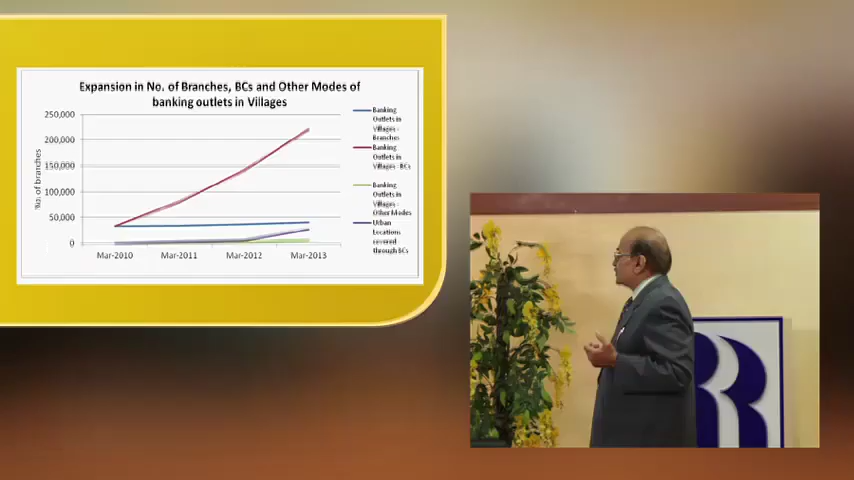 Expansion in No. of Branches, BCs and Other Modes of
banking outlets in Villages
250,000
200,000
150,000
100,000
50,000
0
No. of branches
Mar-2010 Mar-2011 Mar-2012 Mar-2013
Banking
Outlets in
Villages -
Branches
Banking
Outlets in
Villages - BCs
Banking
Outlets in
Villages -
Other Modes
Urban
Locations
covered
through BCs